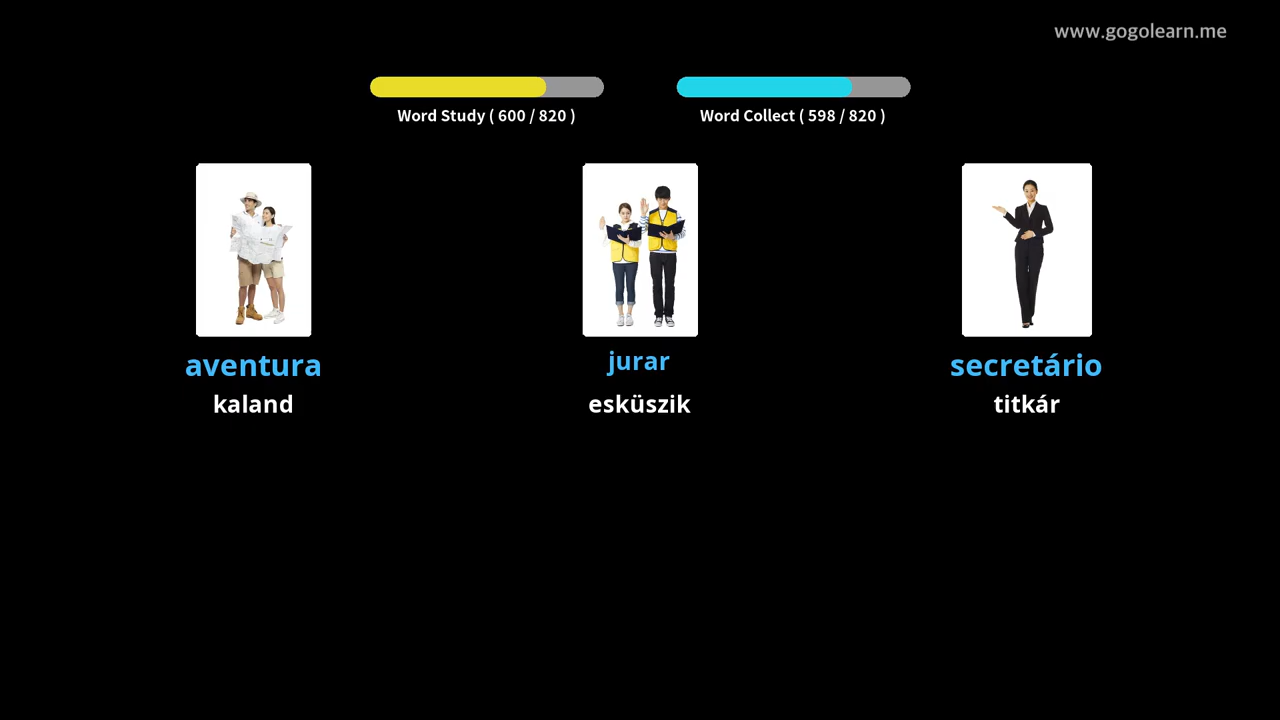 www.gogolearn.me
Word Study ( 600 / 820 )
Word Collect ( 598 / 820 )
aventura
jurar
secretário
kaland
esküszik
titkár